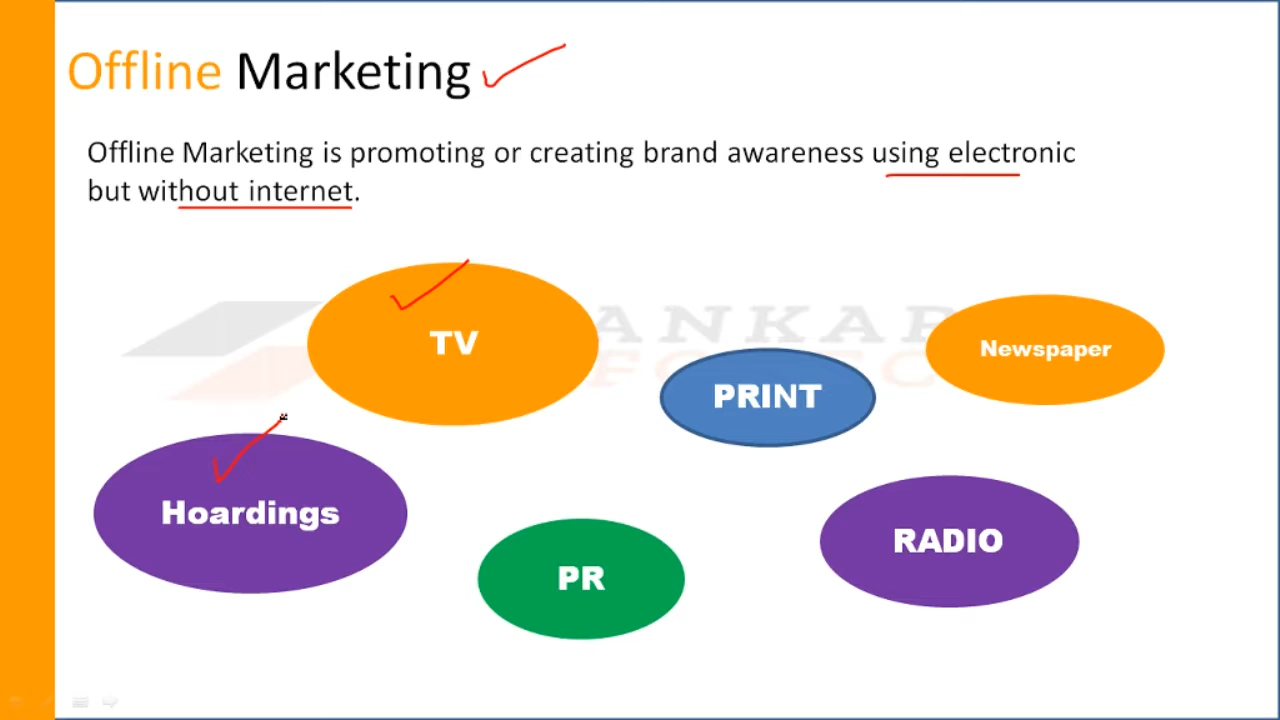 Offline Marketing
Offline Marketing is promoting or creating brand awareness using electronic
but without internet.
TV
PRINT
Newspaper
Hoardings
PR
RADIO